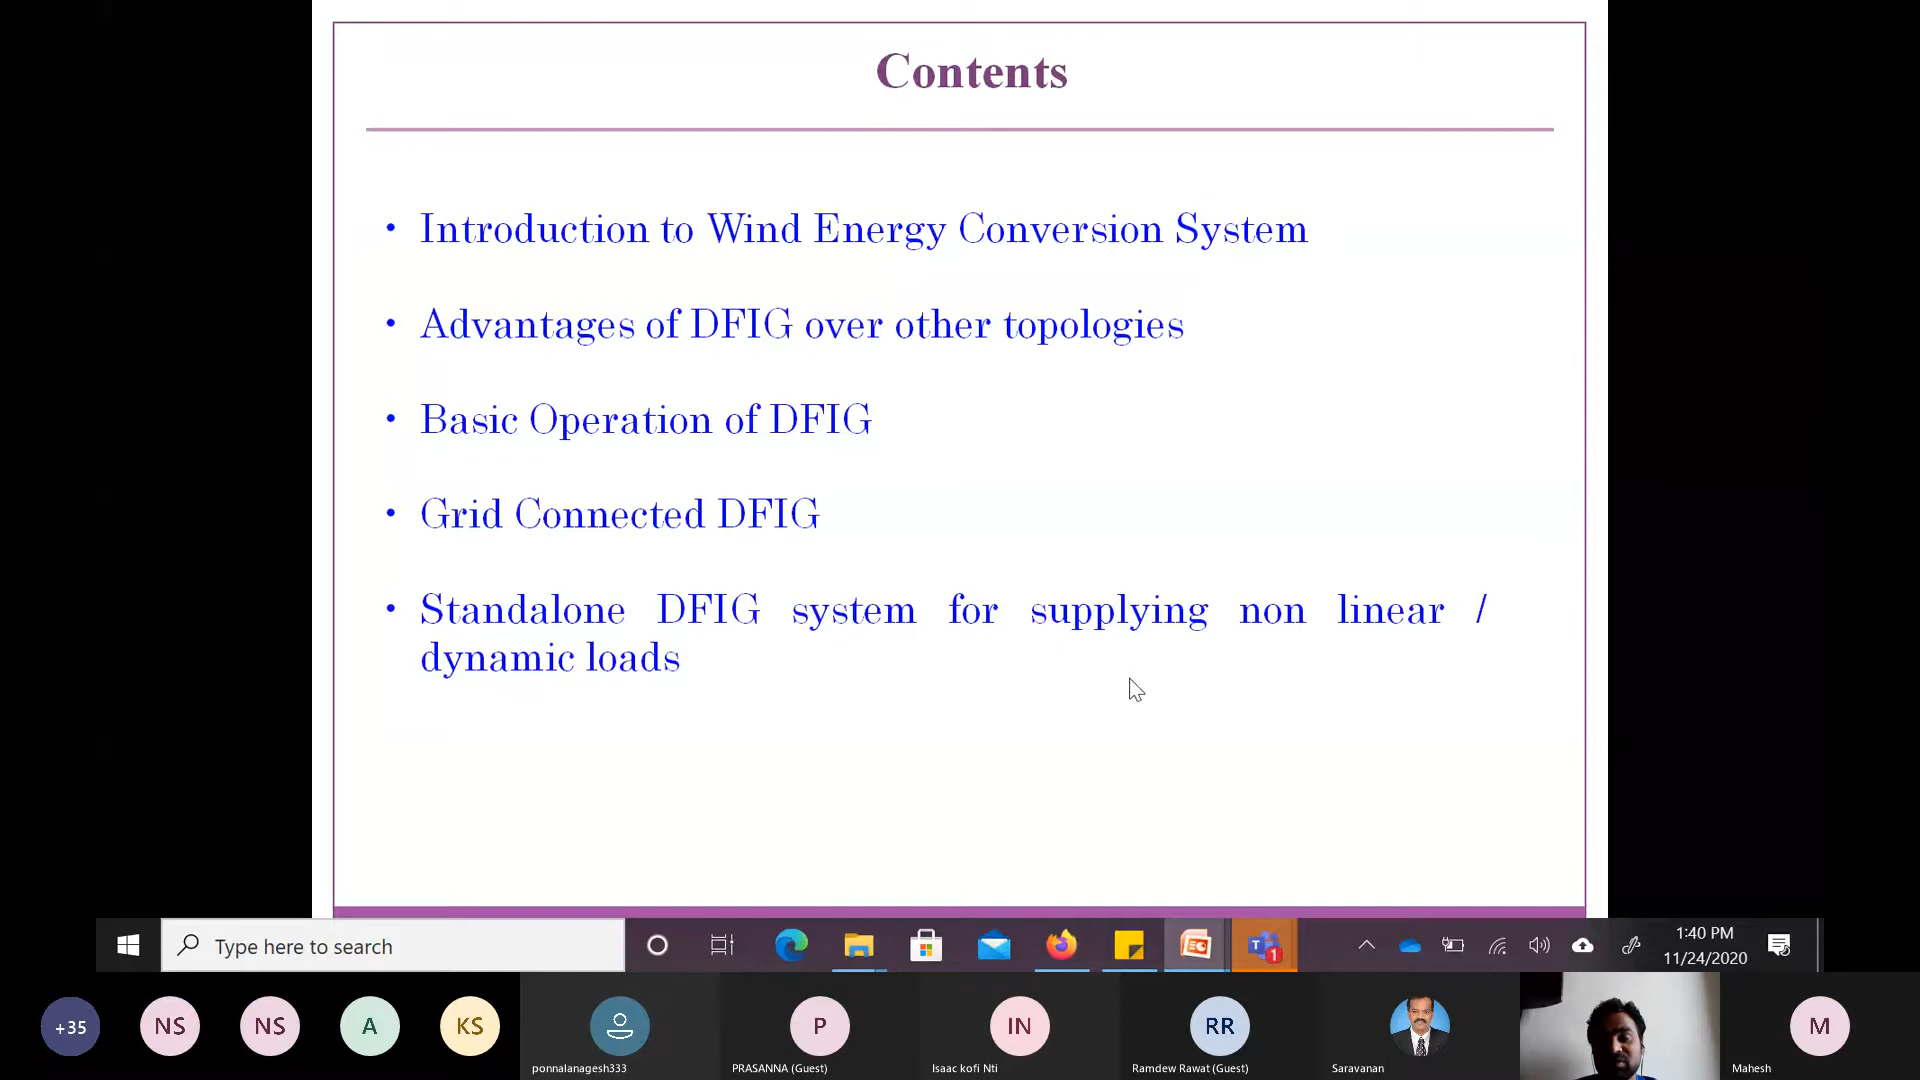 Contents
• Introduction to Wind Energy Conversion System
• Advantages of DFIG over other topologies
• Basic Operation of DFIG
• Grid Connected DFIG
• Standalone DFIG system for supplying non linear /
dynamic loads
Type here to search
1
1:40 PM
11/24/2020
+35
NS
NS
A
KS
P
IN
RR
M
ponnalanagesh333
PRASANNA (Guest)
Isaac kofi Nti
Ramdew Rawat (Guest)
Saravanan
Mahesh